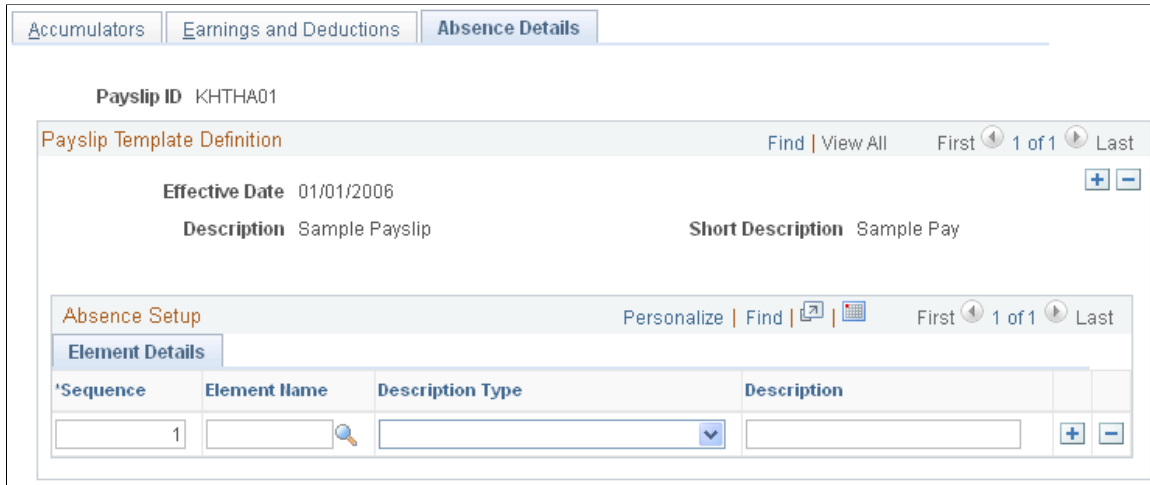 Accumulators Earnings and Deductions Absence Details
Payslip ID KHTHA01
Payslip Template Definition Find | View All First 1 of 1 Last
Effective Date 01/01/2006
Description Sample Payslip Short Description Sample Pay
Absence Setup Personalize | Find | | First 1 of 1 Last
Element Details
*Sequence Element Name Description Type Description
1